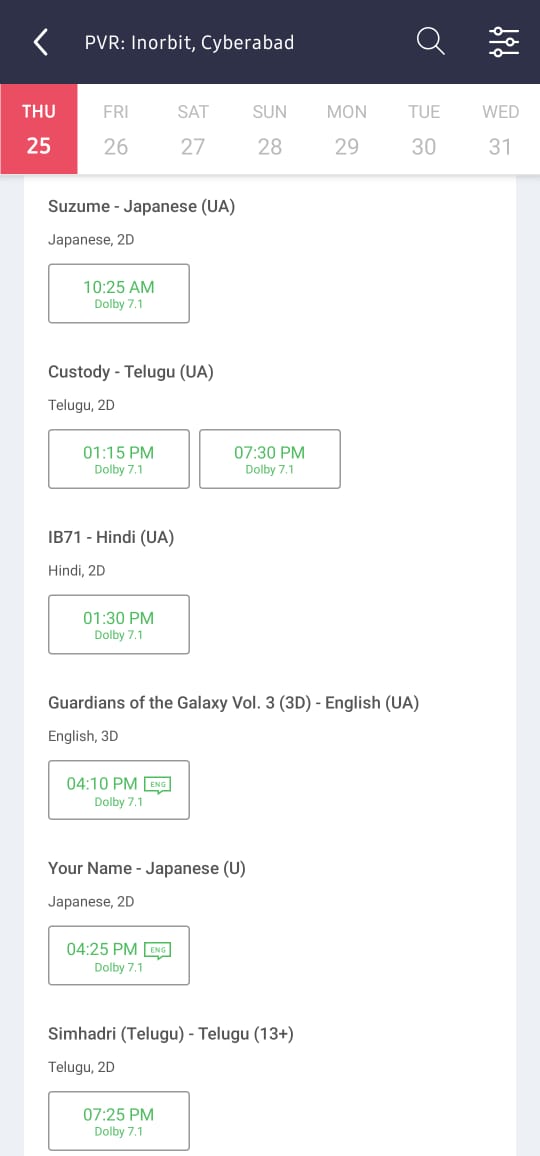 PVR: Inorbit, Cyberabad
THU FRI SAT SUN MON TUE WED
25 26 27 28 29 30 31
Suzume - Japanese (UA)
Japanese, 2D
10:25 AM
Dolby 7.1
Custody - Telugu (UA)
Telugu, 2D
01:15 PM 07:30 PM
Dolby 7.1 Dolby 7.1
IB71 - Hindi (UA)
Hindi, 2D
01:30 PM
Dolby 7.1
Guardians of the Galaxy Vol. 3 (3D) - English (UA)
English, 3D
04:10 PM ENG
Dolby 7.1
Your Name - Japanese (U)
Japanese, 2D
04:25 PM ENG
Dolby 7.1
Simhadri (Telugu) - Telugu (13+)
Telugu, 2D
07:25 PM
Dolby 7.1